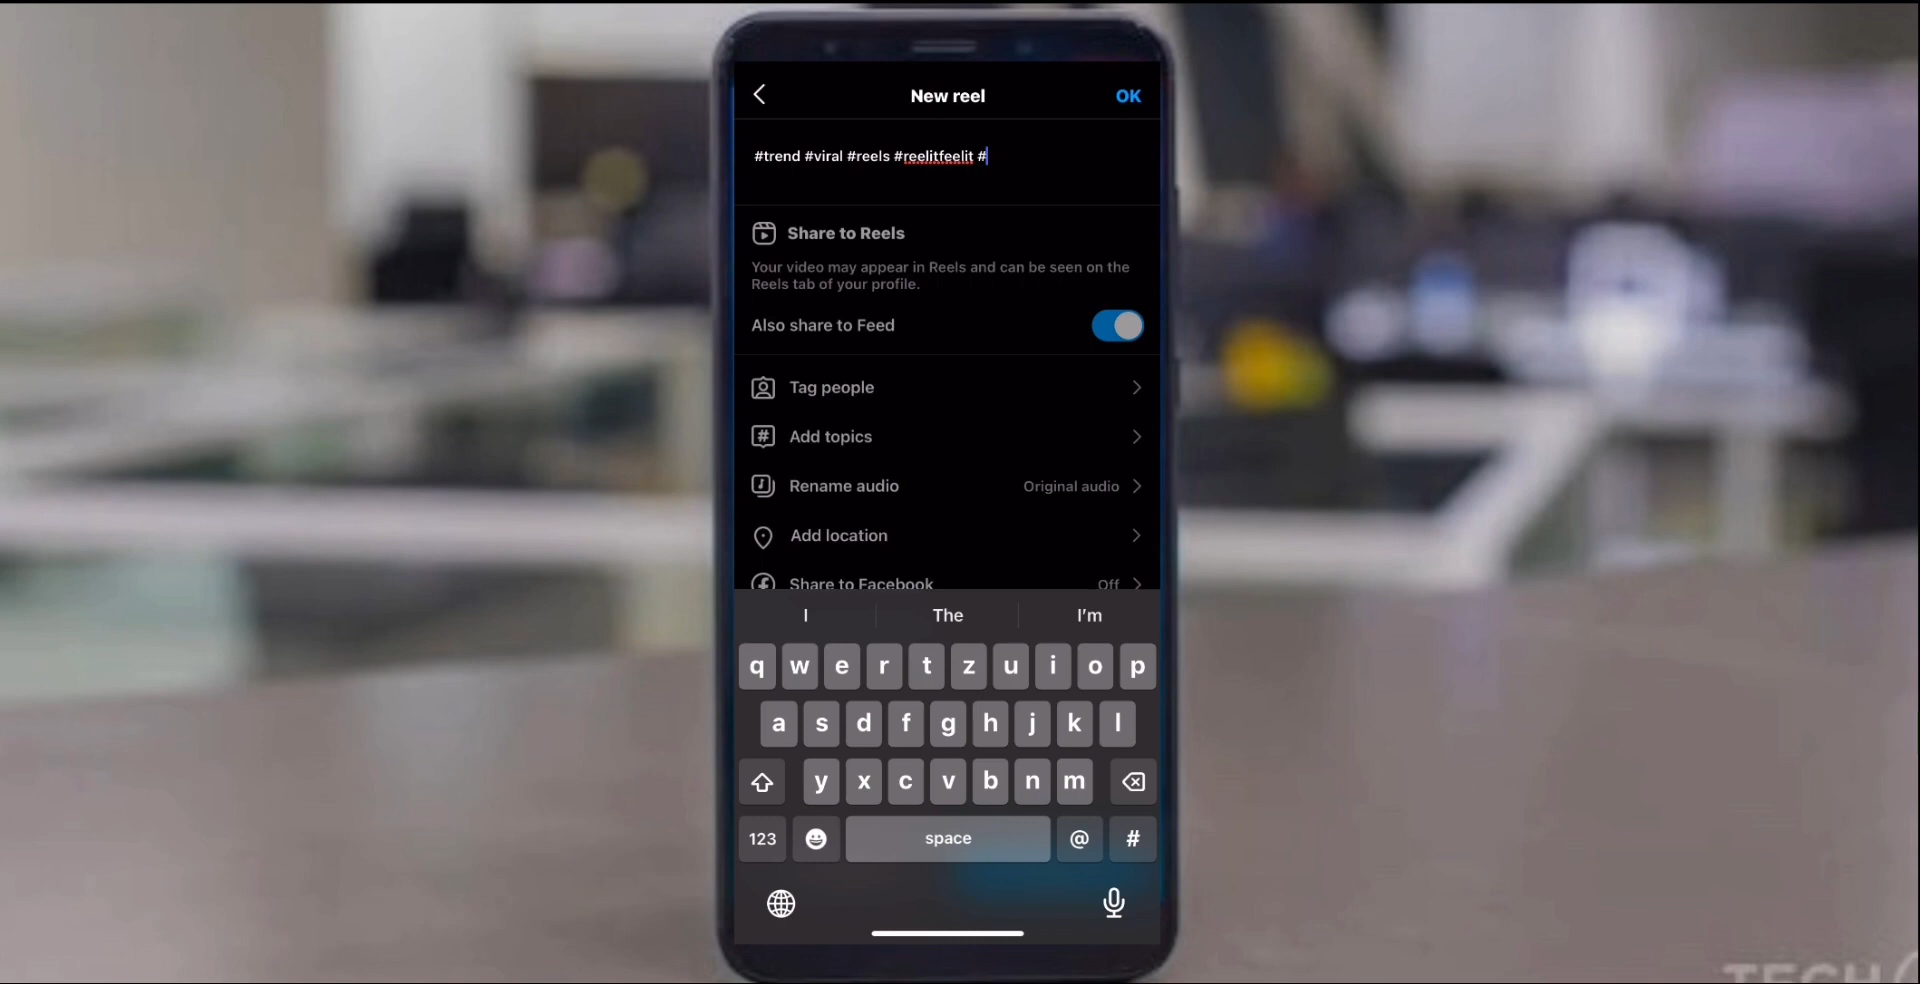 New reel OK
#trend #viral #reels #reelitfeelit #
Share to Reels
Your video may appear in Reels and can be seen on the
Reels tab of your profile.
Also share to Feed
Tag people
Add topics
Rename audio Original audio
Add location
Share to Facebook Off
I The I'm
q w e r t z u i o p
a s d f g h j k l
y x c v b n m
123 space @ #
TECH